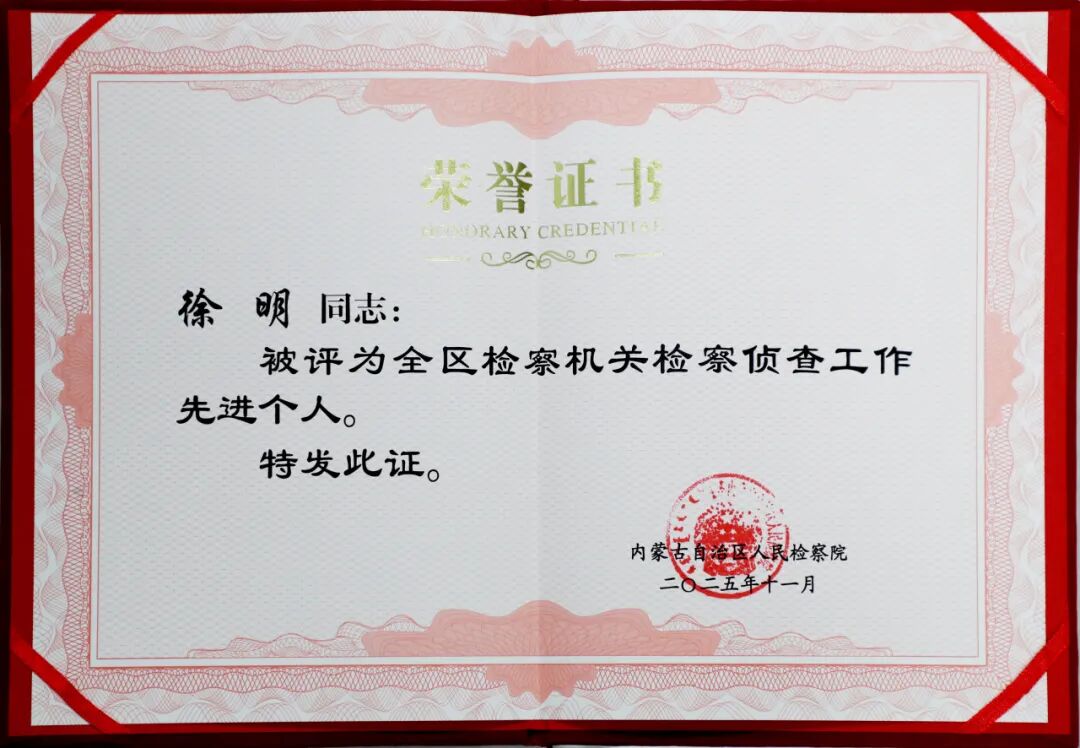 荣誉证书
HONORARY CREDENTIAL
徐 明 同志：
被评为全区检察机关检察侦查工作
先进个人。
特发此证。
内蒙古自治区人民检察院
二〇二五年十一月